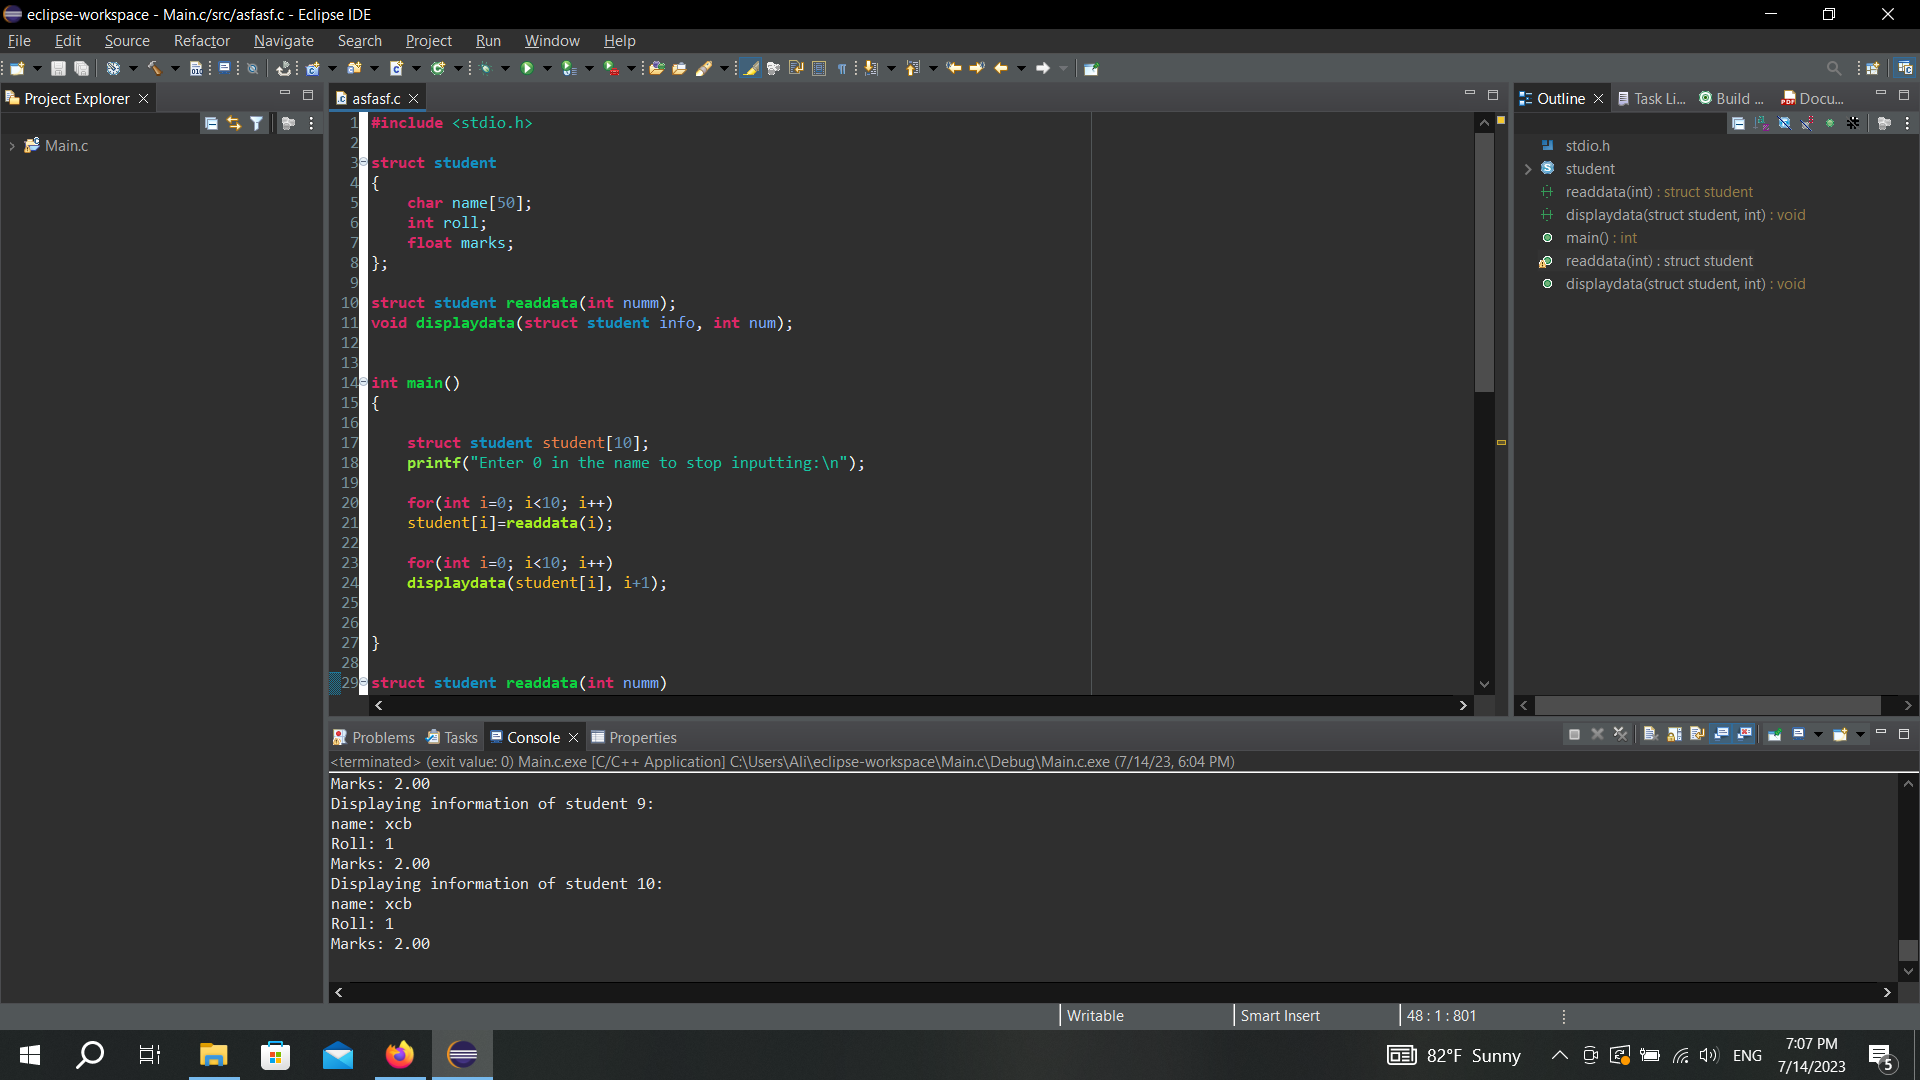 eclipse-workspace - Main.c/src/asfasf.c - Eclipse IDE
File Edit Source Refactor Navigate Search Project Run Window Help
Project Explorer
asfasf.c
Outline Task Li... Build ... Docu...
Main.c
1 #include <stdio.h>
2
3 struct student
4 {
5 char name[50];
6 int roll;
7 float marks;
8 };
9
10 struct student readdata(int numm);
11 void displaydata(struct student info, int num);
12
13
14 int main()
15 {
16
17 struct student student[10];
18 printf("Enter 0 in the name to stop inputting:\n");
19
20 for(int i=0; i<10; i++)
21 student[i]=readdata(i);
22
23 for(int i=0; i<10; i++)
24 displaydata(student[i], i+1);
25
26
27 }
28
29 struct student readdata(int numm)
stdio.h
student
readdata(int) : struct student
displaydata(struct student, int) : void
main() : int
readdata(int) : struct student
displaydata(struct student, int) : void
Problems Tasks Console Properties
<terminated> (exit value: 0) Main.c.exe [C/C++ Application] C:\Users\Ali\eclipse-workspace\Main.c\Debug\Main.c.exe (7/14/23, 6:04 PM)
Marks: 2.00
Displaying information of student 9:
name: xcb
Roll: 1
Marks: 2.00
Displaying information of student 10:
name: xcb
Roll: 1
Marks: 2.00
Writable Smart Insert 48 : 1 : 801
82°F Sunny ENG
7:07 PM
7/14/2023
5